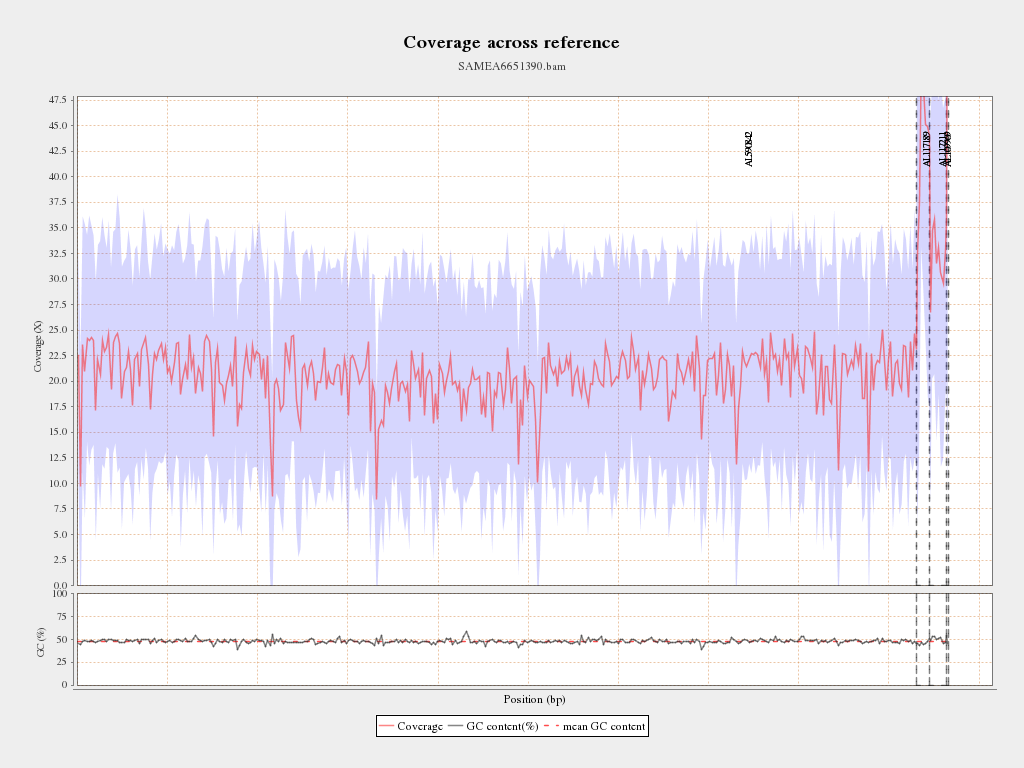 Coverage across reference
SAMEA6651390.bam
47.5
45.0
42.5
40.0
37.5
35.0
32.5
30.0
27.5
25.0
22.5
20.0
17.5
15.0
12.5
10.0
7.5
5.0
2.5
0.0
Coverage (X)
AL590842
AL117189
AL117211
100
75
50
25
0
GC (%)
Position (bp)
Coverage GC content(%) mean GC content